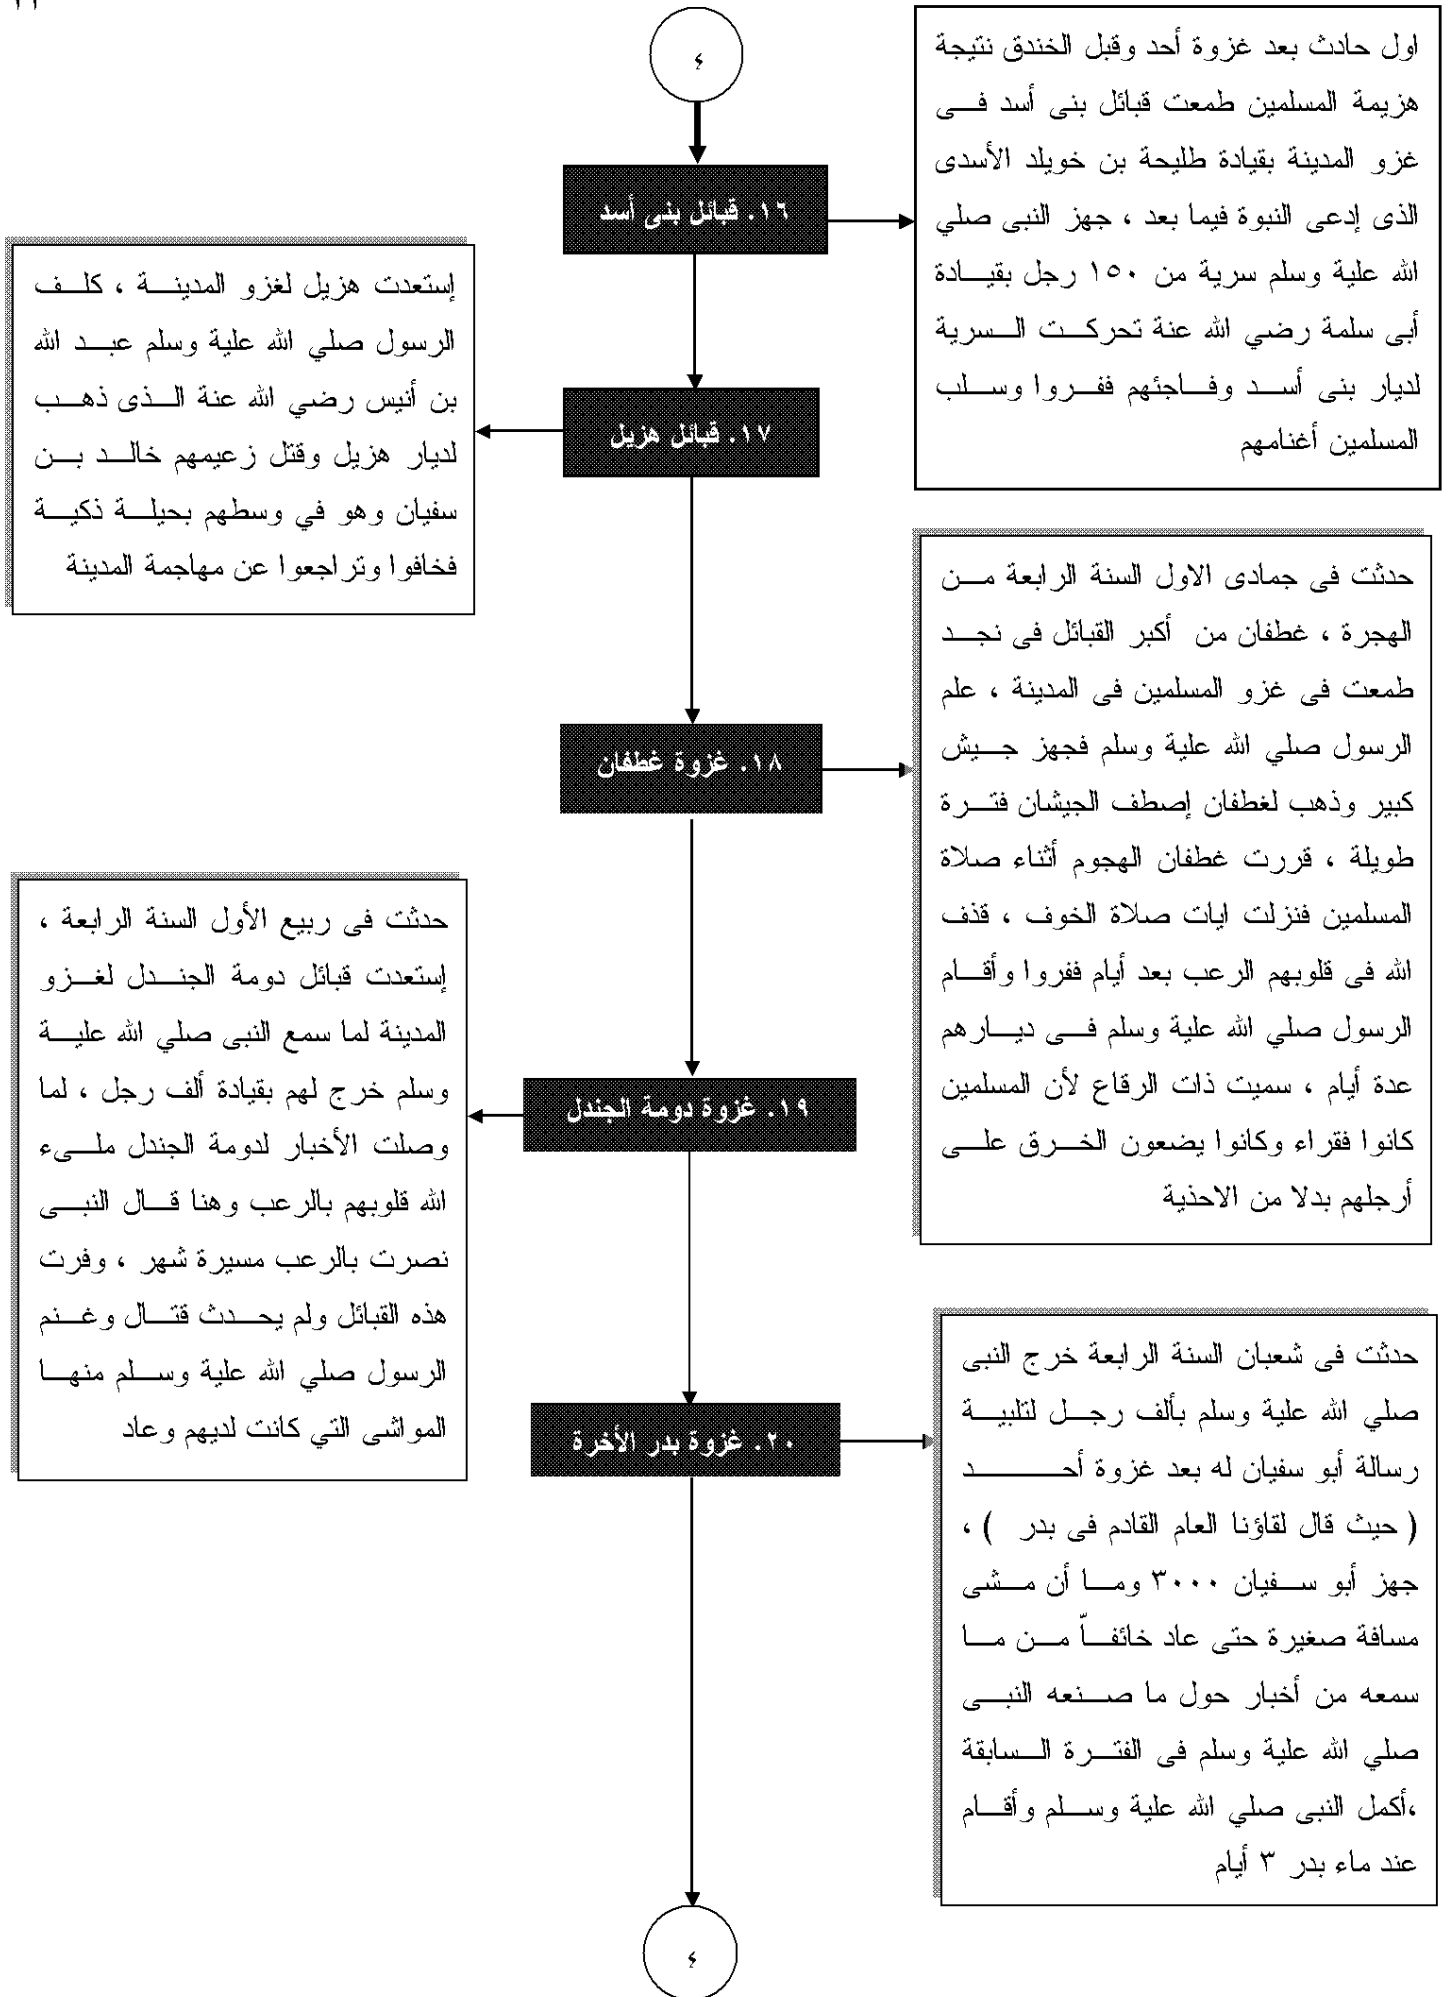 ٤
١٦. قبائل بنى أسد
اول حادث بعد غزوة أحد وقبل الخندق نتيجة
هزيمة المسلمين طمعت قبائل بنى أسد فى
غزو المدينة بقيادة طليحة بن خويلد الأسدى
الذى إدعى النبوة فيما بعد ، جهز النبى صلي
الله علية وسلم سرية من ١٥٠ رجل بقيادة
أبى سلمة رضي الله عنة تحركت السرية
لديار بنى أسد وفاجئهم ففروا وسلب
المسلمين أغنامهم
١٧. قبائل هزيل
إستعدت هزيل لغزو المدينة ، كلف
الرسول صلي الله علية وسلم عبد الله
بن أنيس رضي الله عنة الذى ذهب
لديار هزيل وقتل زعيمهم خالد بن
سفيان وهو في وسطهم بحيلة ذكية
فخافوا وتراجعوا عن مهاجمة المدينة
١٨. غزوة غطفان
حدثت فى جمادى الاول السنة الرابعة من
الهجرة ، غطفان من أكبر القبائل فى نجد
طمعت فى غزو المسلمين فى المدينة ، علم
الرسول صلي الله علية وسلم فجهز جيش
كبير وذهب لغطفان إصطف الجيشان فترة
طويلة ، قررت غطفان الهجوم أثناء صلاة
المسلمين فنزلت ايات صلاة الخوف ، قذف
الله فى قلوبهم الرعب بعد أيام ففروا وأقام
الرسول صلي الله علية وسلم فى ديارهم
عدة أيام ، سميت ذات الرقاع لأن المسلمين
كانوا فقراء وكانوا يضعون الخرق على
أرجلهم بدلا من الاحذية
١٩. غزوة دومة الجندل
حدثت فى ربيع الأول السنة الرابعة ،
إستعدت قبائل دومة الجندل لغزو
المدينة لما سمع النبى صلي الله علية
وسلم خرج لهم بقيادة ألف رجل ، لما
وصلت الأخبار لدومة الجندل ملىء
الله قلوبهم بالرعب وهنا قال النبى
نصرت بالرعب مسيرة شهر ، وفرت
هذه القبائل ولم يحدث قتال وغنم
الرسول صلي الله علية وسلم منها
المواشى التي كانت لديهم وعاد
٢٠. غزوة بدر الأخرة
حدثت فى شعبان السنة الرابعة خرج النبى
صلي الله علية وسلم بألف رجل لتلبية
رسالة أبو سفيان له بعد غزوة أحد
( حيث قال لقاؤنا العام القادم فى بدر ) ،
جهز أبو سفيان ٣٠٠٠ وما أن مشى
مسافة صغيرة حتى عاد خائفاً من ما
سمعه من أخبار حول ما صنعه النبى
صلي الله علية وسلم فى الفترة السابقة
،أكمل النبى صلي الله علية وسلم وأقام
عند ماء بدر ٣ أيام
٤